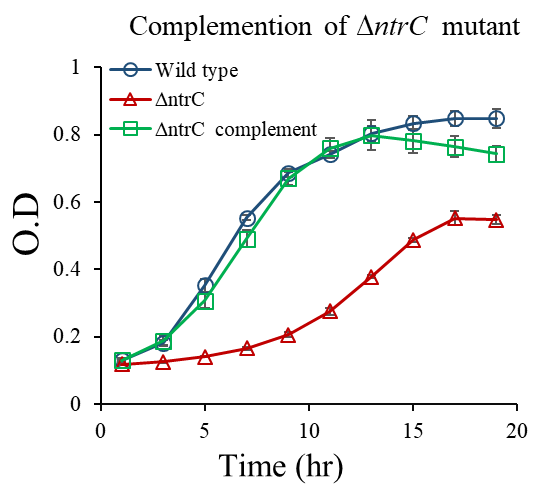 Complemention of ΔntrC mutant
1
Wild type
ΔntrC
ΔntrC complement
0.8
0.6
O.D
0.4
0.2
0
0
5
10
15
20
Time (hr)